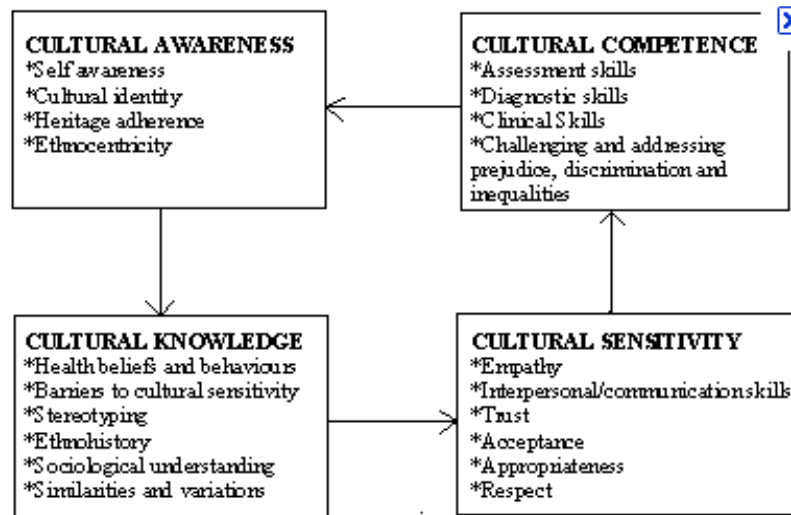 CULTURAL AWARENESS
*Self awareness
*Cultural identity
*Heritage adherence
*Ethnocentricity
CULTURAL COMPETENCE
*Assessment skills
*Diagnostic skills
*Clinical Skills
*Challenging and addressing
prejudice, discrimination and
inequalities
CULTURAL KNOWLEDGE
*Health beliefs and behaviours
*Barriers to cultural sensitivity
*Stereotyping
*Ethnohistory
*Sociological understanding
*Similarities and variations
CULTURAL SENSITIVITY
*Empathy
*Interpersonal/communication skills
*Trust
*Acceptance
*Appropriateness
*Respect